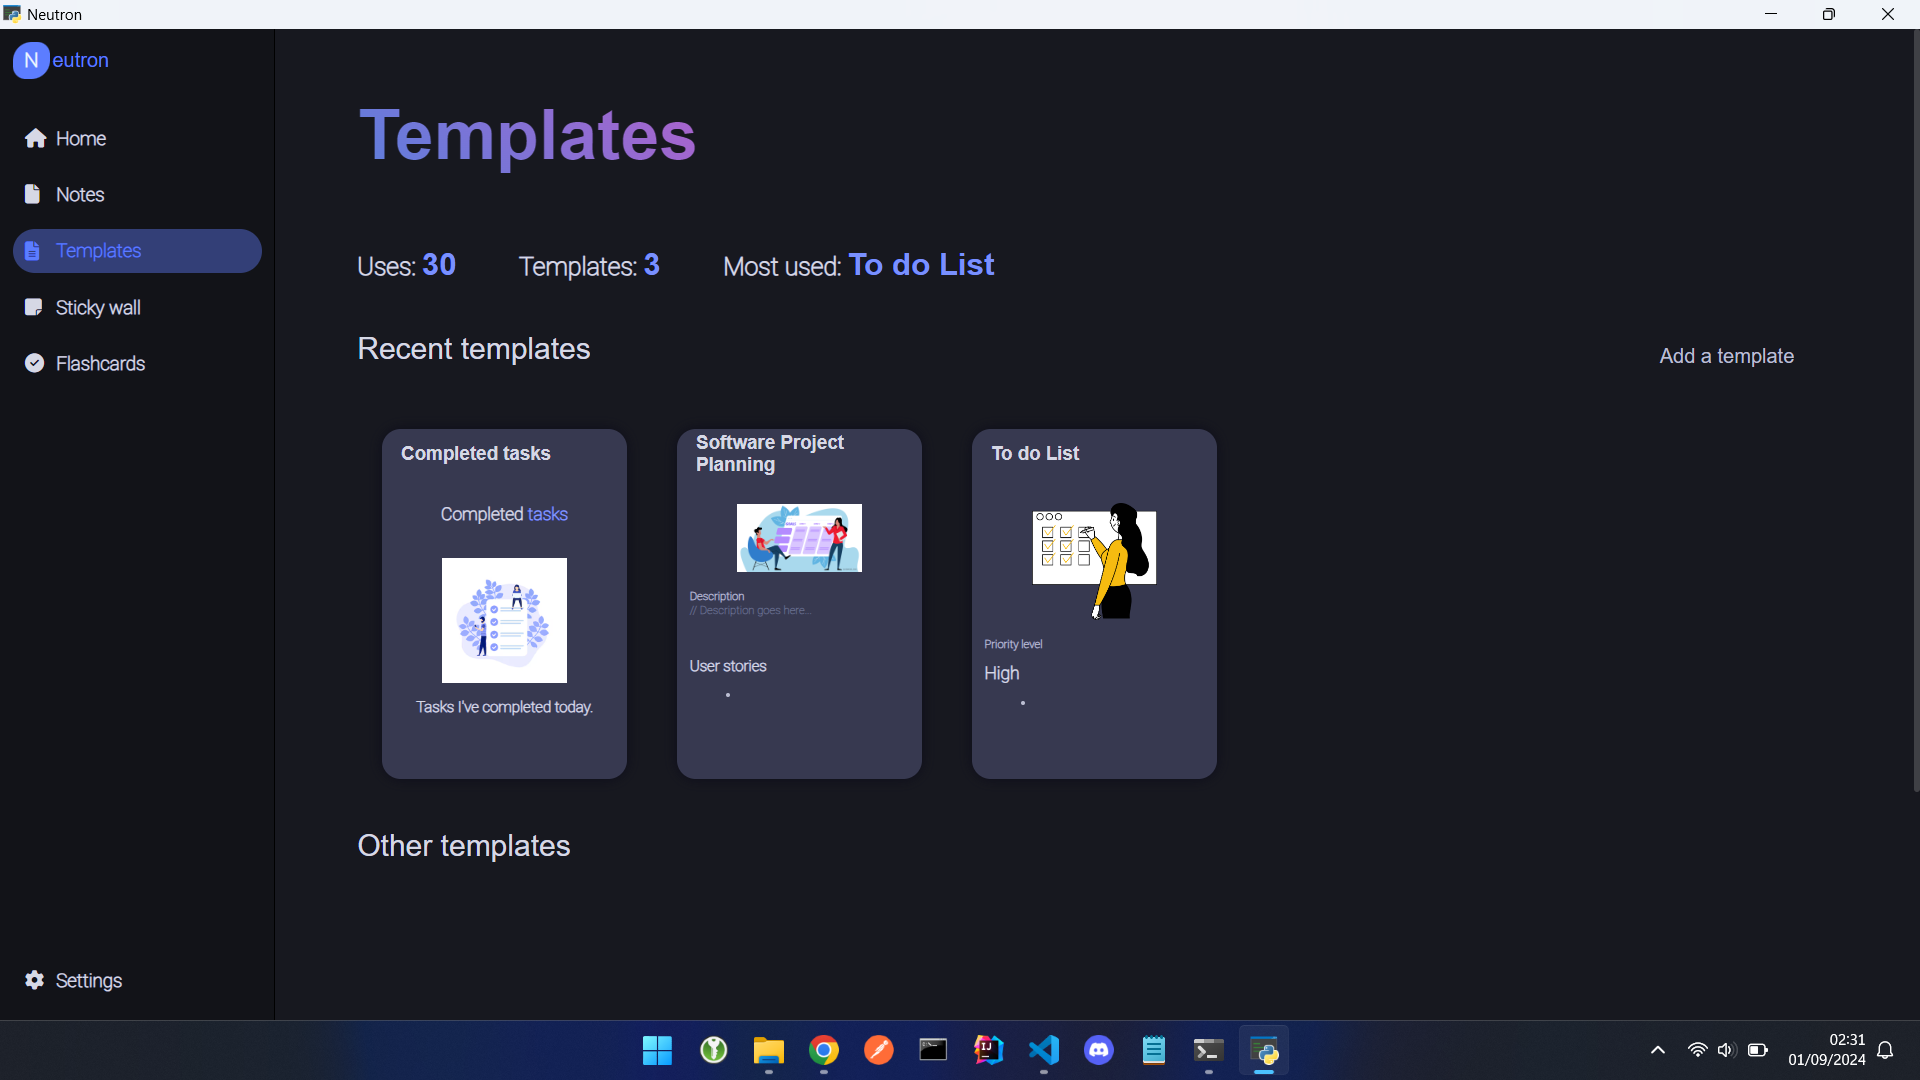 Neutron
Neutron
Home
Notes
Templates
Sticky wall
Flashcards
Settings
Templates
Uses: 30
Templates: 3
Most used: To do List
Recent templates
Add a template
Completed tasks
Completed tasks
Tasks I've completed today.
Software Project
Planning
Description
// Description goes here...
User stories
To do List
Priority level
High
Other templates
02:31
01/09/2024